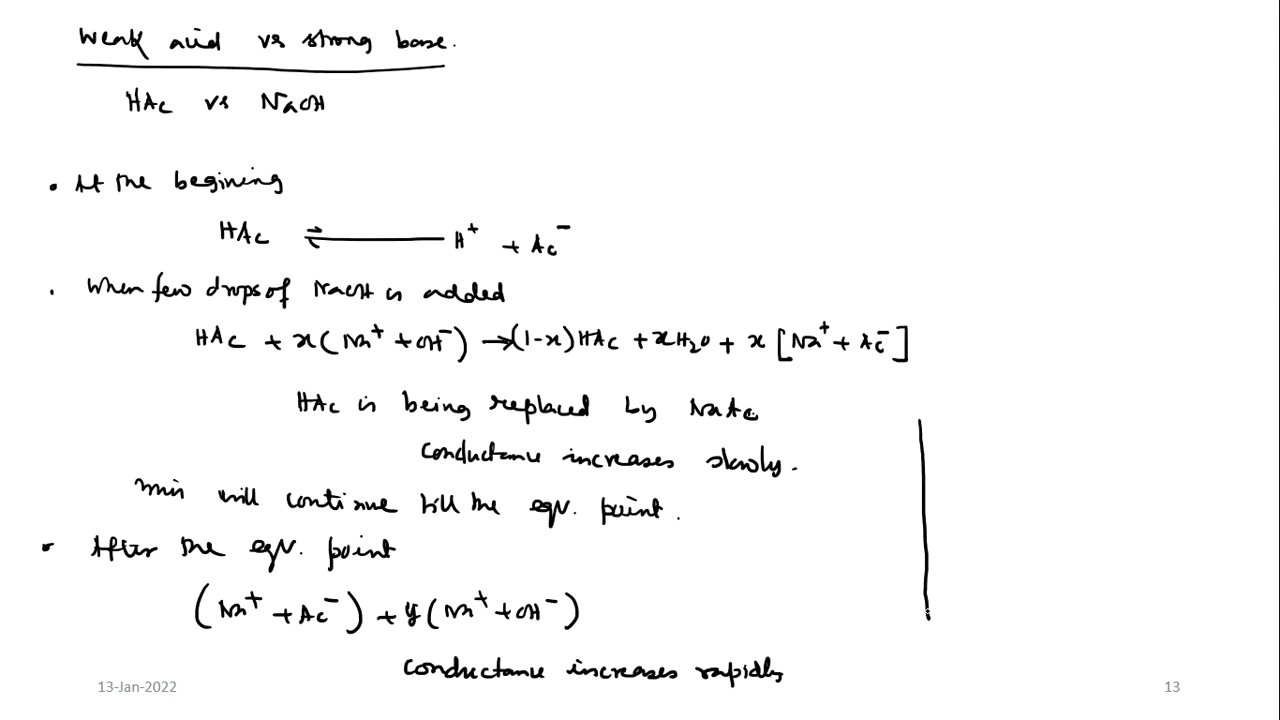 Weak acid vs strong base.
HAc vs NaOH
• At the begining
HAc ⇌ H⁺ + Ac⁻
• When few drops of NaOH is added
HAc + x(Na⁺ + OH⁻) → (1-x)HAc + xH₂O + x[Na⁺ + Ac⁻]
HAc is being replaced by NaAc
Conductance increases slowly.
This will continue till the eqv. point.
• After the eqv. point
(Na⁺ + Ac⁻) + y(Na⁺ + OH⁻)
Conductance increases rapidly
13-Jan-2022
13